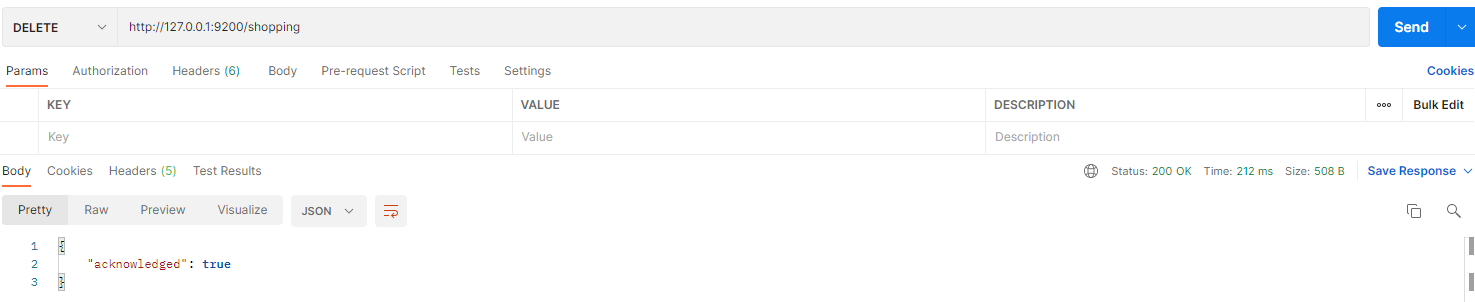 DELETE http://127.0.0.1:9200/shopping Send
Params Authorization Headers (6) Body Pre-request Script Tests Settings Cookies
KEY VALUE DESCRIPTION ooo Bulk Edit
Key Value Description
Body Cookies Headers (5) Test Results Status: 200 OK Time: 212 ms Size: 508 B Save Response
Pretty Raw Preview Visualize JSON
1 {
2 "acknowledged": true
3 }